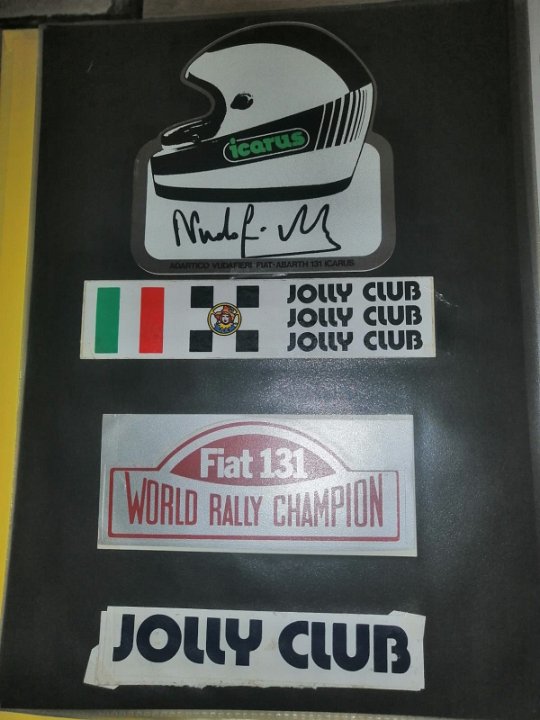 icarus
ADARTICO VUDAFIERI FIAT-ABARTH 131 ICARUS
JOLLY CLUB
JOLLY CLUB
JOLLY CLUB
Fiat 131
WORLD RALLY CHAMPION
JOLLY CLUB